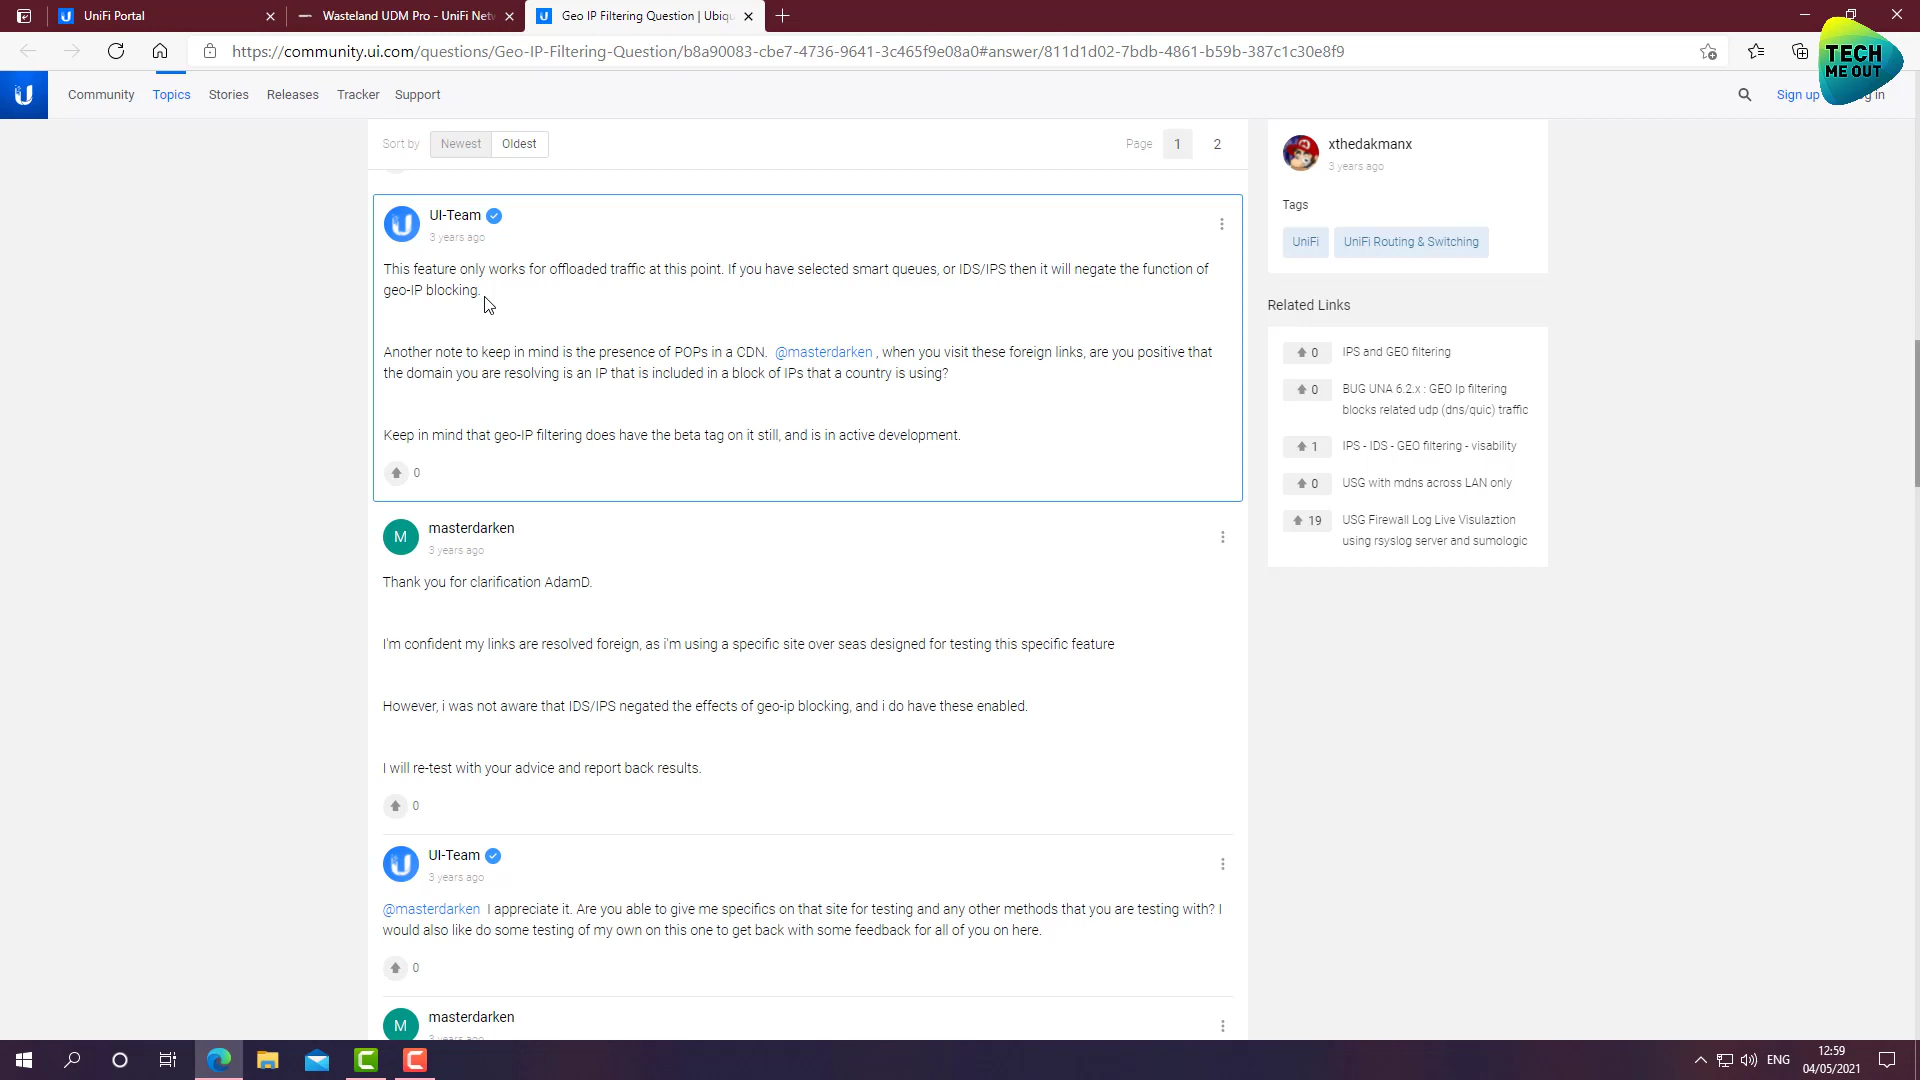 UniFi Portal
Wasteland UDM Pro - UniFi Net
Geo IP Filtering Question | Ubiqu
https://community.ui.com/questions/Geo-IP-Filtering-Question/b8a90083-cbe7-4736-9641-3c465f9e08a0#answer/811d1d02-7bdb-4861-b59b-387c1c30e8f9
TECH
ME OUT
Community Topics Stories Releases Tracker Support
Sign up in
Sort by Newest Oldest
Page 1 2
UI-Team
3 years ago
This feature only works for offloaded traffic at this point. If you have selected smart queues, or IDS/IPS then it will negate the function of
geo-IP blocking.
Another note to keep in mind is the presence of POPs in a CDN. @masterdarken , when you visit these foreign links, are you positive that
the domain you are resolving is an IP that is included in a block of IPs that a country is using?
Keep in mind that geo-IP filtering does have the beta tag on it still, and is in active development.
0
M
masterdarken
3 years ago
Thank you for clarification AdamD.
I'm confident my links are resolved foreign, as i'm using a specific site over seas designed for testing this specific feature
However, i was not aware that IDS/IPS negated the effects of geo-ip blocking, and i do have these enabled.
I will re-test with your advice and report back results.
0
UI-Team
3 years ago
@masterdarken I appreciate it. Are you able to give me specifics on that site for testing and any other methods that you are testing with? I
would also like do some testing of my own on this one to get back with some feedback for all of you on here.
0
M
masterdarken
3 years ago
xthedakmanx
3 years ago
Tags
UniFi
UniFi Routing & Switching
Related Links
0 IPS and GEO filtering
0 BUG UNA 6.2.x : GEO Ip filtering
blocks related udp (dns/quic) traffic
1 IPS - IDS - GEO filtering - visability
0 USG with mdns across LAN only
19 USG Firewall Log Live Visulaztion
using rsyslog server and sumologic
ENG
12:59
04/05/2021